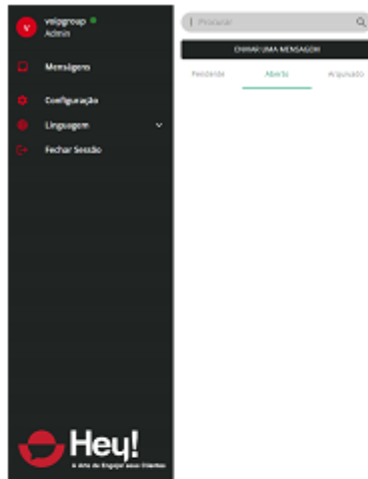 v
voipgroup
Admin
Mensagens
Configuração
Linguagem
Fechar Sessão
Hey!
A Arte de Engajar seus Clientes
Procurar
ENVIAR UMA MENSAGEM
Pendente Aberto Arquivado